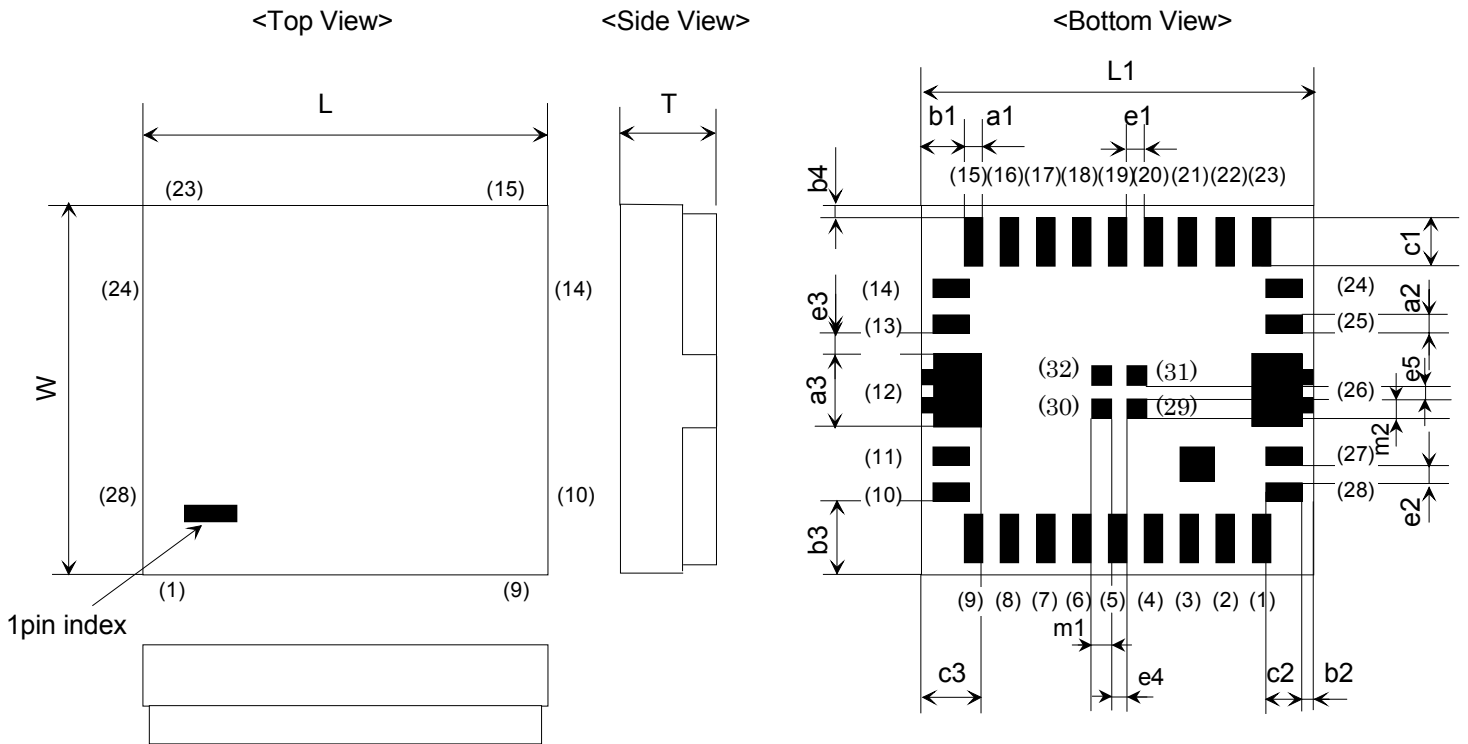 <Top View>
<Side View>
<Bottom View>
L
T
L1
b1
a1
e1
b4
(23)
(15)
(15)(16)(17)(18)(19)(20)(21)(22)(23)
c1
W
(24)
(14)
(14)
(24)
a2
e3
(13)
(25)
(32)
(31)
e5
a3
(12)
(26)
(30)
(29)
m2
(11)
(27)
(28)
(10)
(10)
(28)
e2
b3
(1)
(9)
(9)
(8)
(7)
(6)
(5)
(4)
(3)
(2)
(1)
1pin index
m1
c3
e4
c2
b2